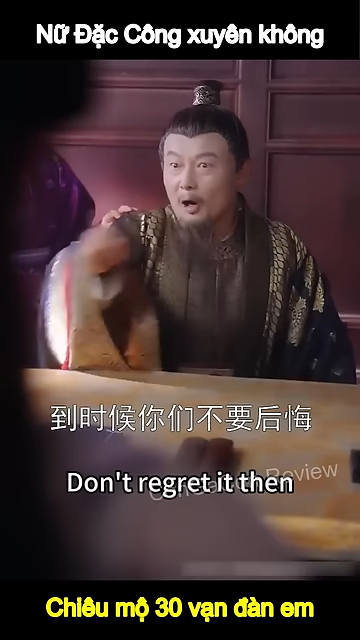 Nữ Đặc Công xuyên không
到时候你们不要后悔
Don't regret it then
Review
Chiêu mộ 30 vạn đàn em